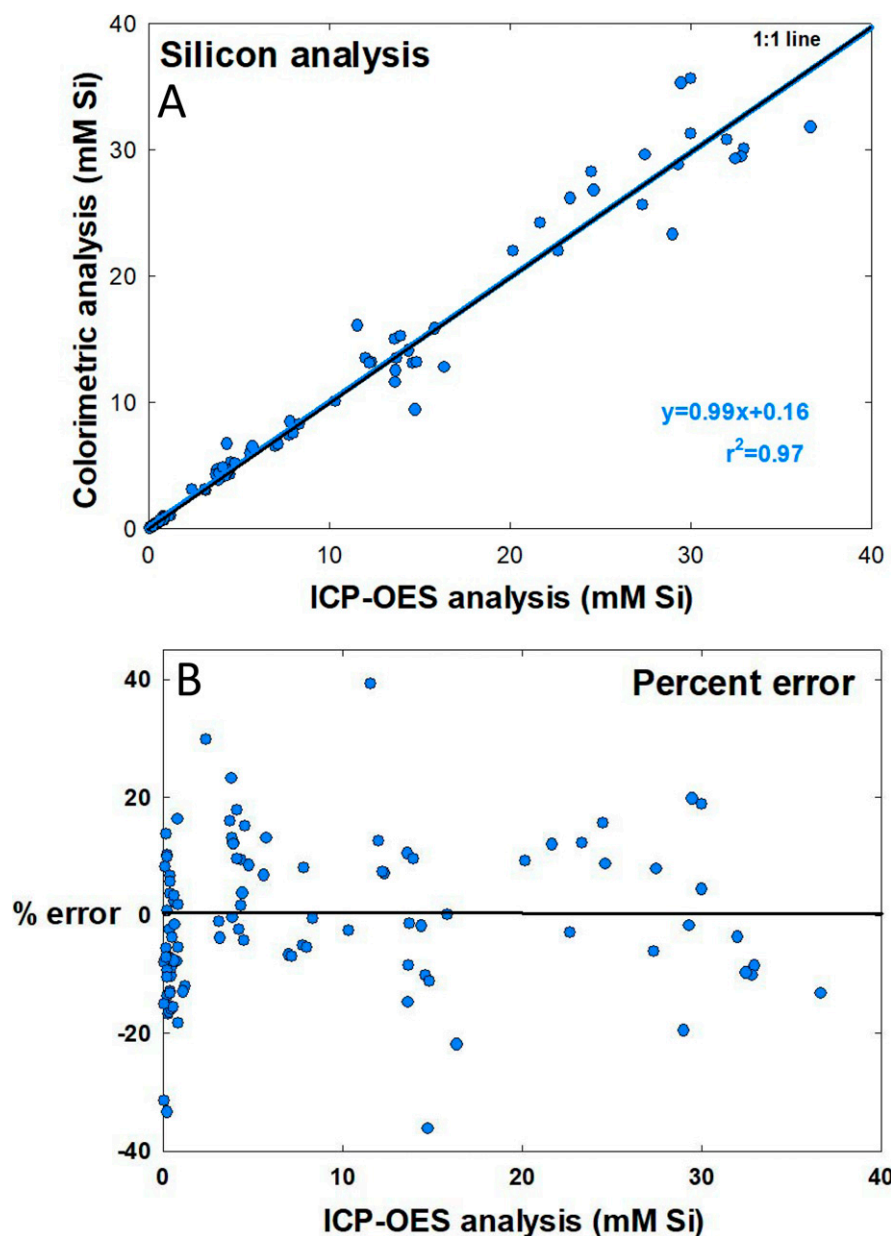 Silicon analysis
1:1 line
A
40
30
20
10
0
Colorimetric analysis (mM Si)
y=0.99x+0.16
r²=0.97
0 10 20 30 40
ICP-OES analysis (mM Si)
B
Percent error
40
20
0
-20
-40
% error
0 10 20 30 40
ICP-OES analysis (mM Si)